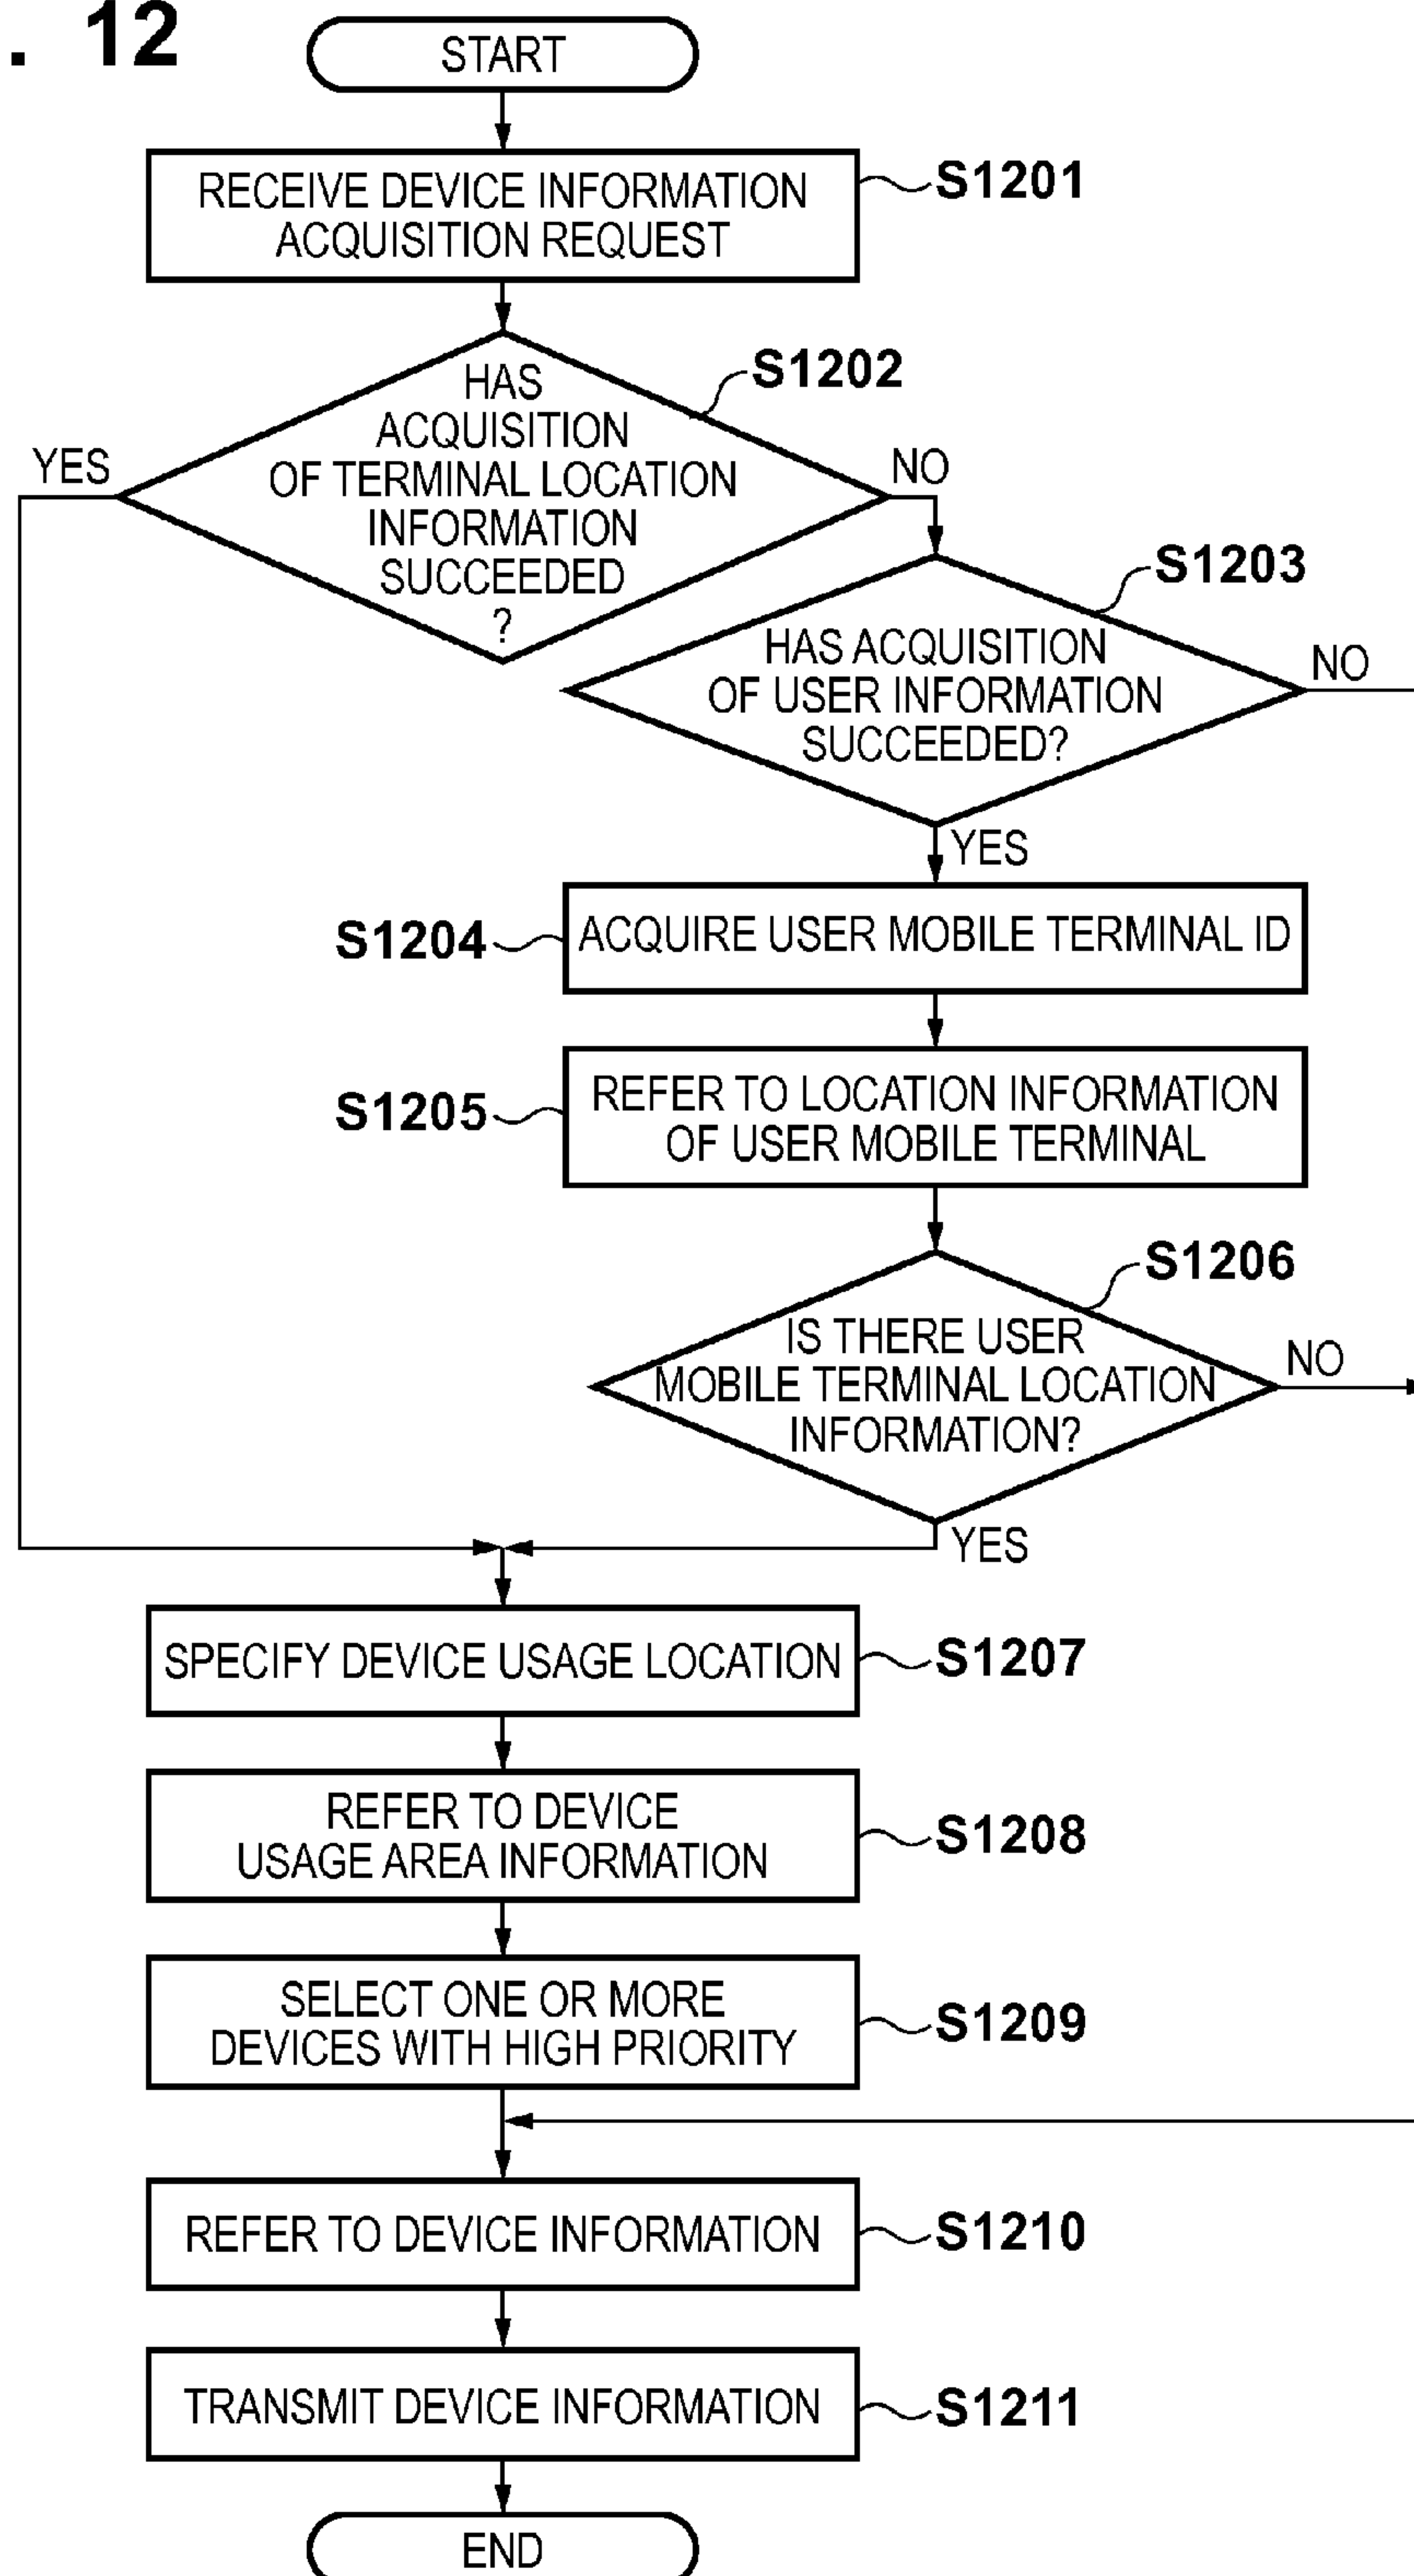 . 12
START
RECEIVE DEVICE INFORMATION
ACQUISITION REQUEST
S1201
HAS
ACQUISITION
OF TERMINAL LOCATION
INFORMATION
SUCCEEDED
?
S1202
YES
NO
S1203
HAS ACQUISITION
OF USER INFORMATION
SUCCEEDED?
NO
YES
S1204
ACQUIRE USER MOBILE TERMINAL ID
S1205
REFER TO LOCATION INFORMATION
OF USER MOBILE TERMINAL
S1206
IS THERE USER
MOBILE TERMINAL LOCATION
INFORMATION?
NO
YES
SPECIFY DEVICE USAGE LOCATION
S1207
REFER TO DEVICE
USAGE AREA INFORMATION
S1208
SELECT ONE OR MORE
DEVICES WITH HIGH PRIORITY
S1209
REFER TO DEVICE INFORMATION
S1210
TRANSMIT DEVICE INFORMATION
S1211
END